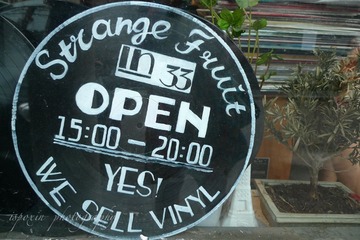 Strange Fruit
In 33
OPEN
15:00 – 20:00
YES!
WE SELL VINYL